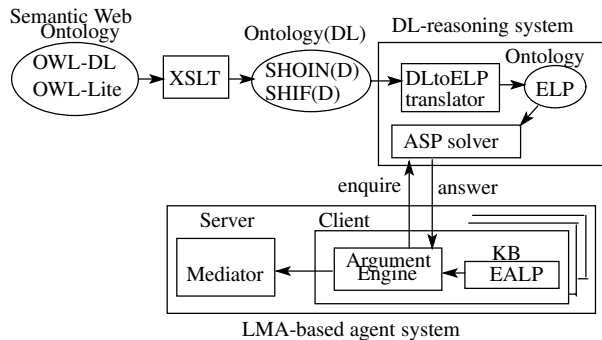 Semantic Web
Ontology
OWL-DL
OWL-Lite
XSLT
Ontology(DL)
SHOIN(D)
SHIF(D)
DL-reasoning system
DLtoELP
translator
Ontology
ELP
ASP solver
enquire
answer
Server
Client
Mediator
Argument
Engine
KB
EALP
LMA-based agent system